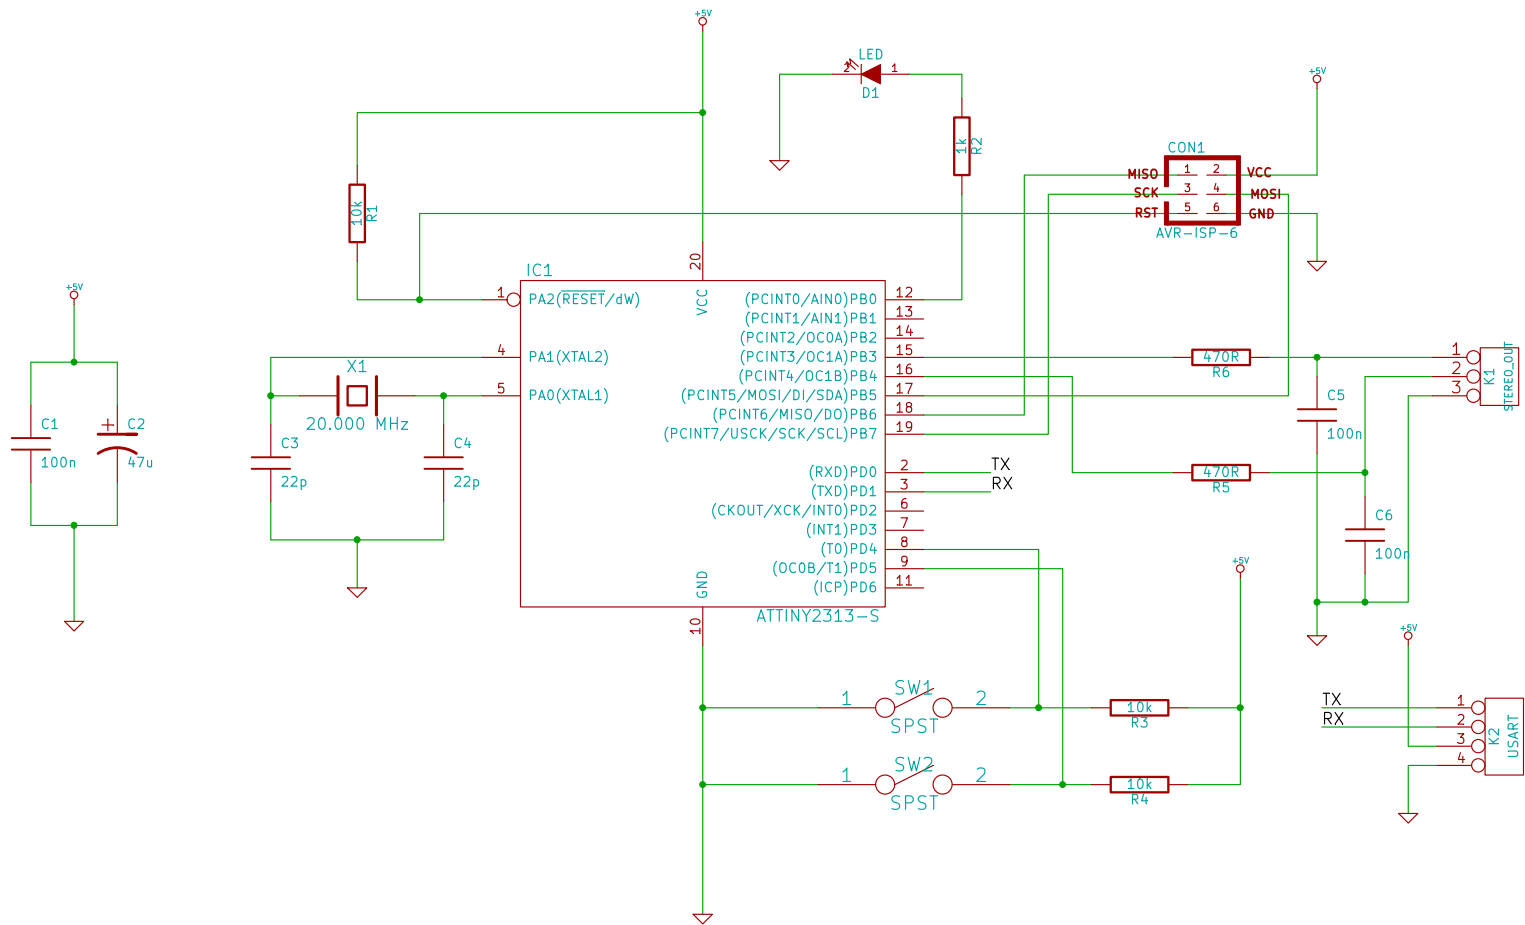 +5V
LED
2
1
D1
+5V
1k
R2
CON1
MISO
1
2
VCC
SCK
3
4
MOSI
RST
5
6
GND
AVR-ISP-6
10k
R1
IC1
20
VCC
1
PA2(RESET/dW)
4
PA1(XTAL2)
5
PA0(XTAL1)
(PCINT0/AIN0)PB0
12
(PCINT1/AIN1)PB1
13
(PCINT2/OC0A)PB2
14
(PCINT3/OC1A)PB3
15
(PCINT4/OC1B)PB4
16
(PCINT5/MOSI/DI/SDA)PB5
17
(PCINT6/MISO/DO)PB6
18
(PCINT7/USCK/SCK/SCL)PB7
19
(RXD)PD0
2
TX
(TXD)PD1
3
RX
(CKOUT/XCK/INT0)PD2
6
(INT1)PD3
7
(T0)PD4
8
(OC0B/T1)PD5
9
(ICP)PD6
11
GND
10
ATTINY2313-S
+5V
C1
100n
C2
47u
X1
20.000 MHz
C3
22p
C4
22p
470R
R6
470R
R5
C5
100n
C6
100n
1
2
3
K1
STEREO_OUT
+5V
SW1
1
2
SPST
10k
R3
SW2
1
2
SPST
10k
R4
+5V
TX
1
RX
2
3
4
K2
USART